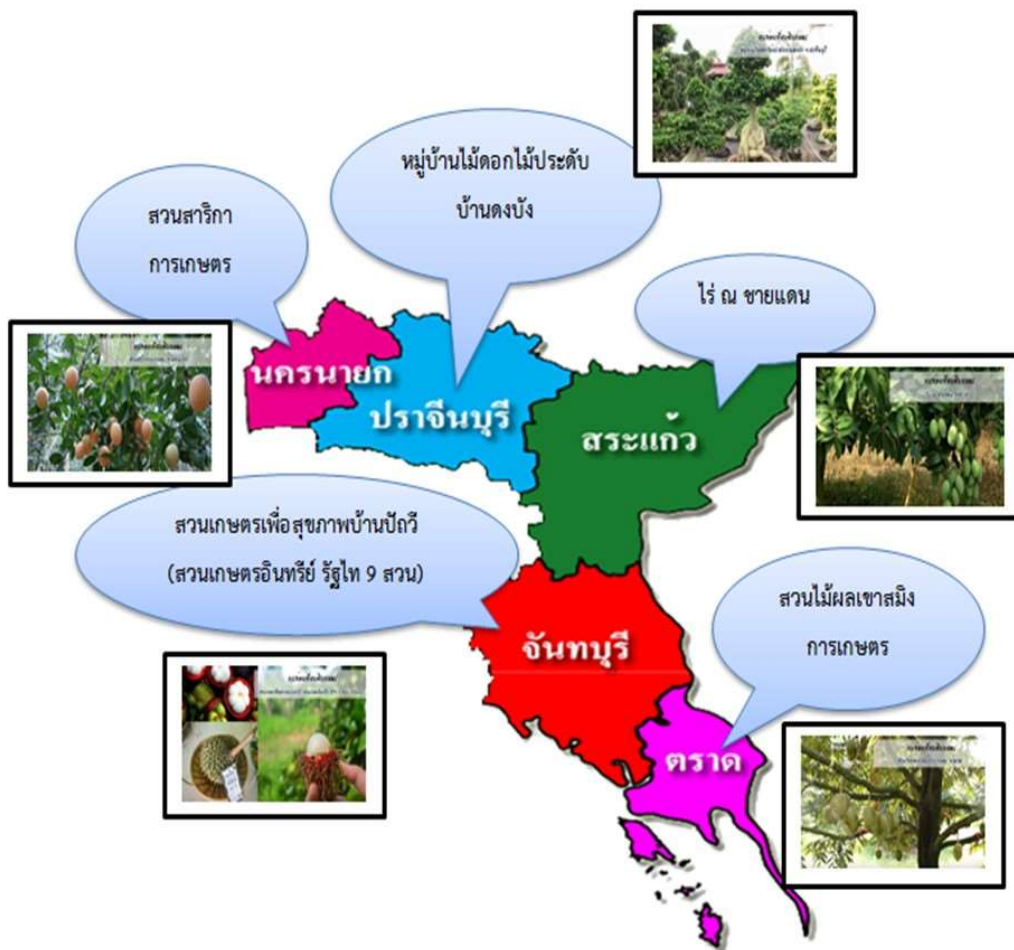 หมู่บ้านไม้ดอกไม้ประดับ
บ้านดงบัง
สวนสาริกา
การเกษตร
ไร่ ณ ชายแดน
นครนายก
ปราจีนบุรี
สระแก้ว
สวนเกษตรเพื่อสุขภาพบ้านปัถวี
(สวนเกษตรอินทรีย์ รัฐไท 9 สวน)
สวนไม้ผลเขาสมิง
การเกษตร
จันทบุรี
ตราด